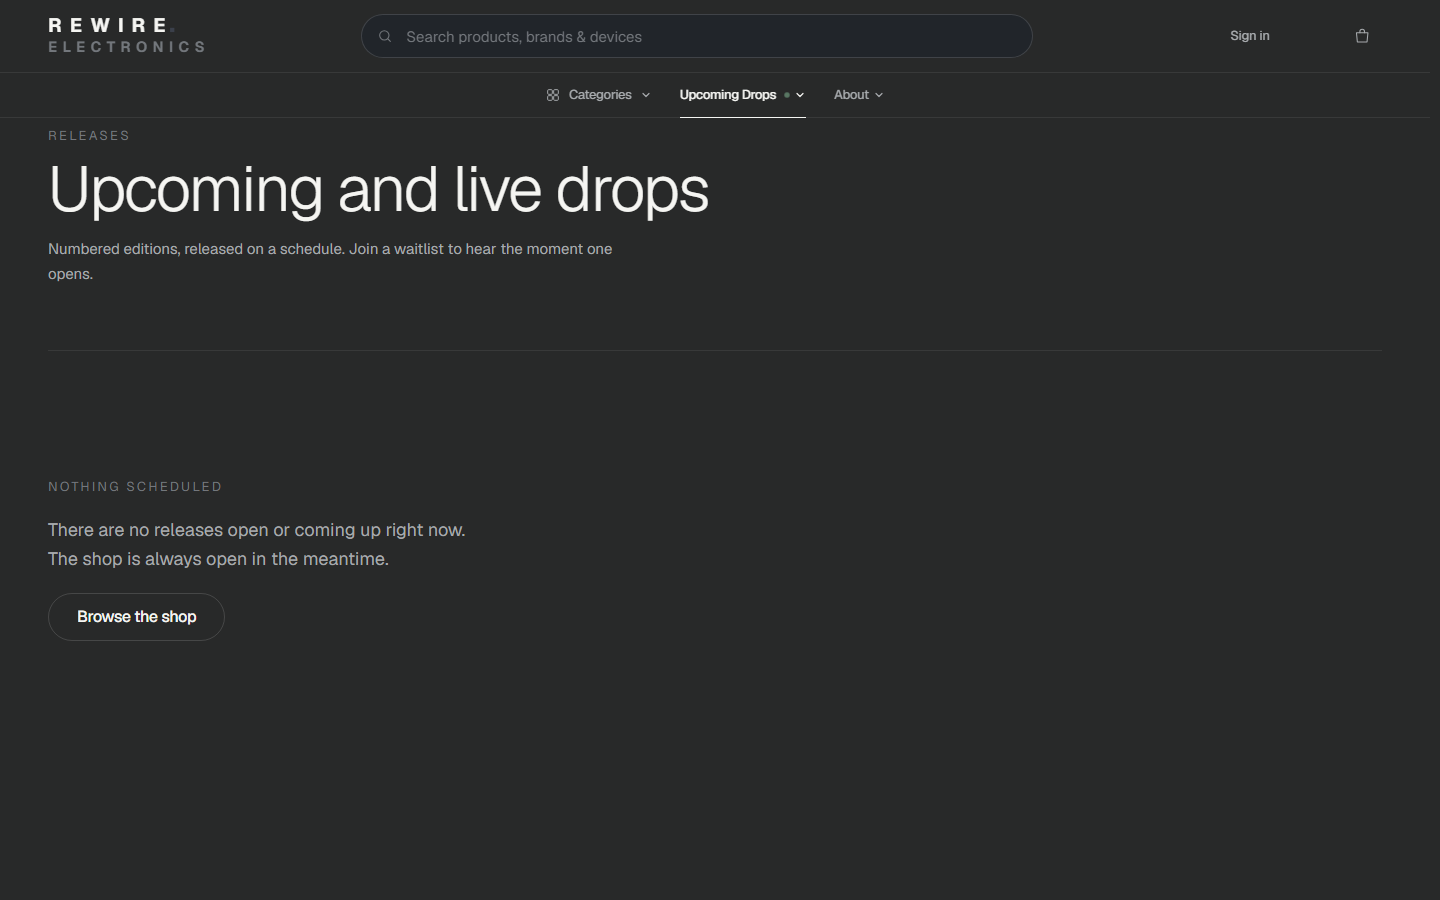 REWIRE.
ELECTRONICS
Search products, brands & devices
Sign in
Categories
Upcoming Drops
About
RELEASES
Upcoming and live drops
Numbered editions, released on a schedule. Join a waitlist to hear the moment one
opens.
NOTHING SCHEDULED
There are no releases open or coming up right now.
The shop is always open in the meantime.
Browse the shop